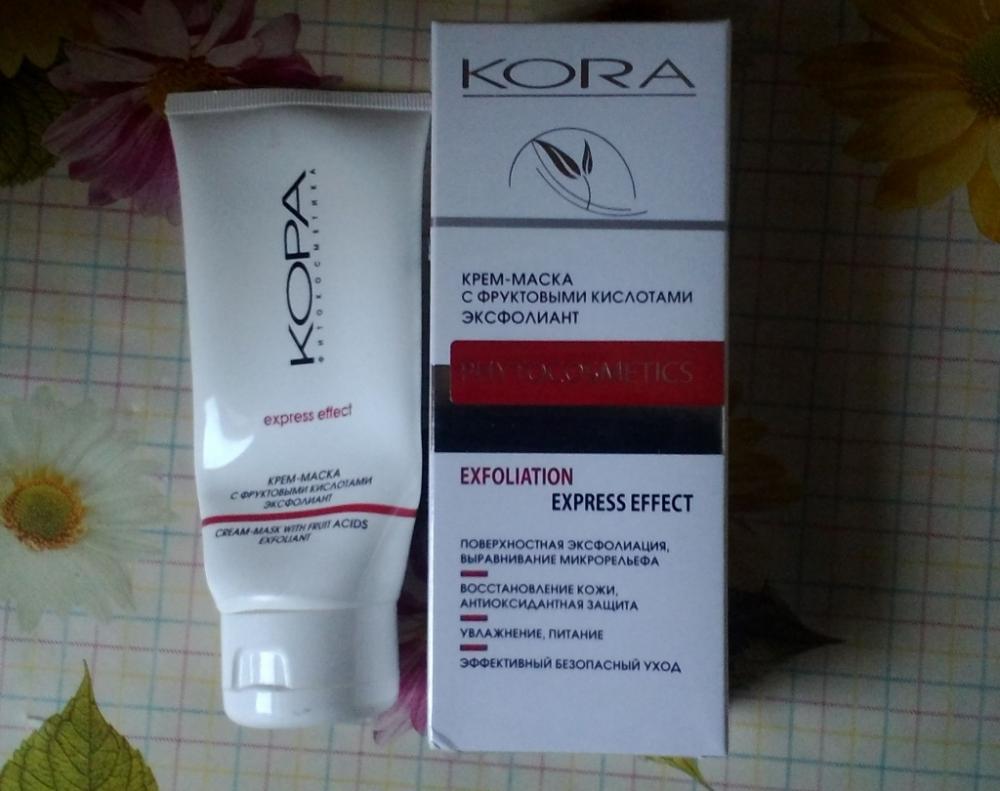 КОРА
ФИТОКОСМЕТИКА
express effect
КРЕМ-МАСКА
С ФРУКТОВЫМИ КИСЛОТАМИ
ЭКСФОЛИАНТ
CREAM-MASK WITH FRUIT ACIDS
EXFOLIANT
KORA
КРЕМ-МАСКА
С ФРУКТОВЫМИ КИСЛОТАМИ
ЭКСФОЛИАНТ
PHYTOCOSMETICS
EXFOLIATION
EXPRESS EFFECT
ПОВЕРХНОСТНАЯ ЭКСФОЛИАЦИЯ,
ВЫРАВНИВАНИЕ МИКРОРЕЛЬЕФА
ВОССТАНОВЛЕНИЕ КОЖИ,
АНТИОКСИДАНТНАЯ ЗАЩИТА
УВЛАЖНЕНИЕ, ПИТАНИЕ
ЭФФЕКТИВНЫЙ БЕЗОПАСНЫЙ УХОД